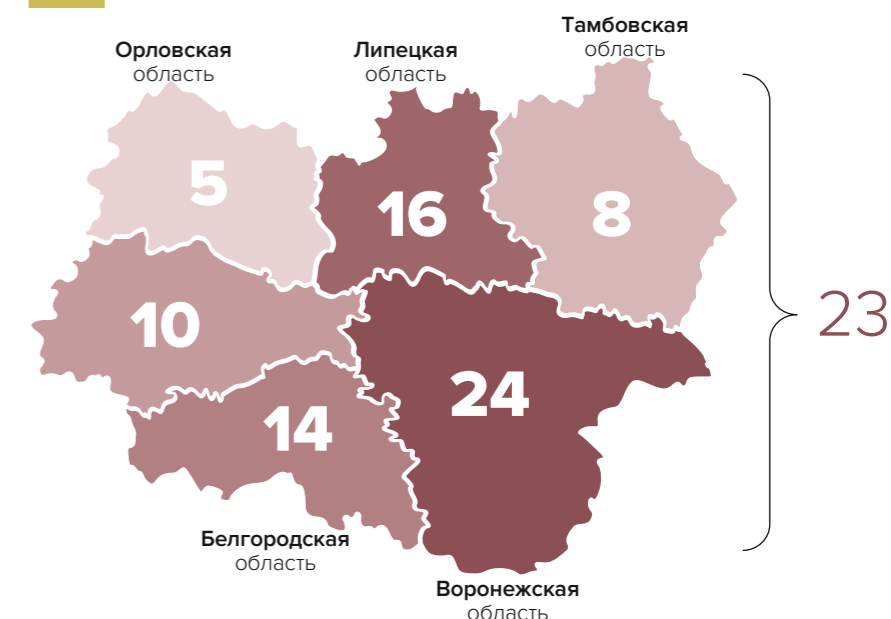 Орловская
область
Липецкая
область
Тамбовская
область
5
16
8
10
24
14
23
Белгородская
область
Воронежская
область